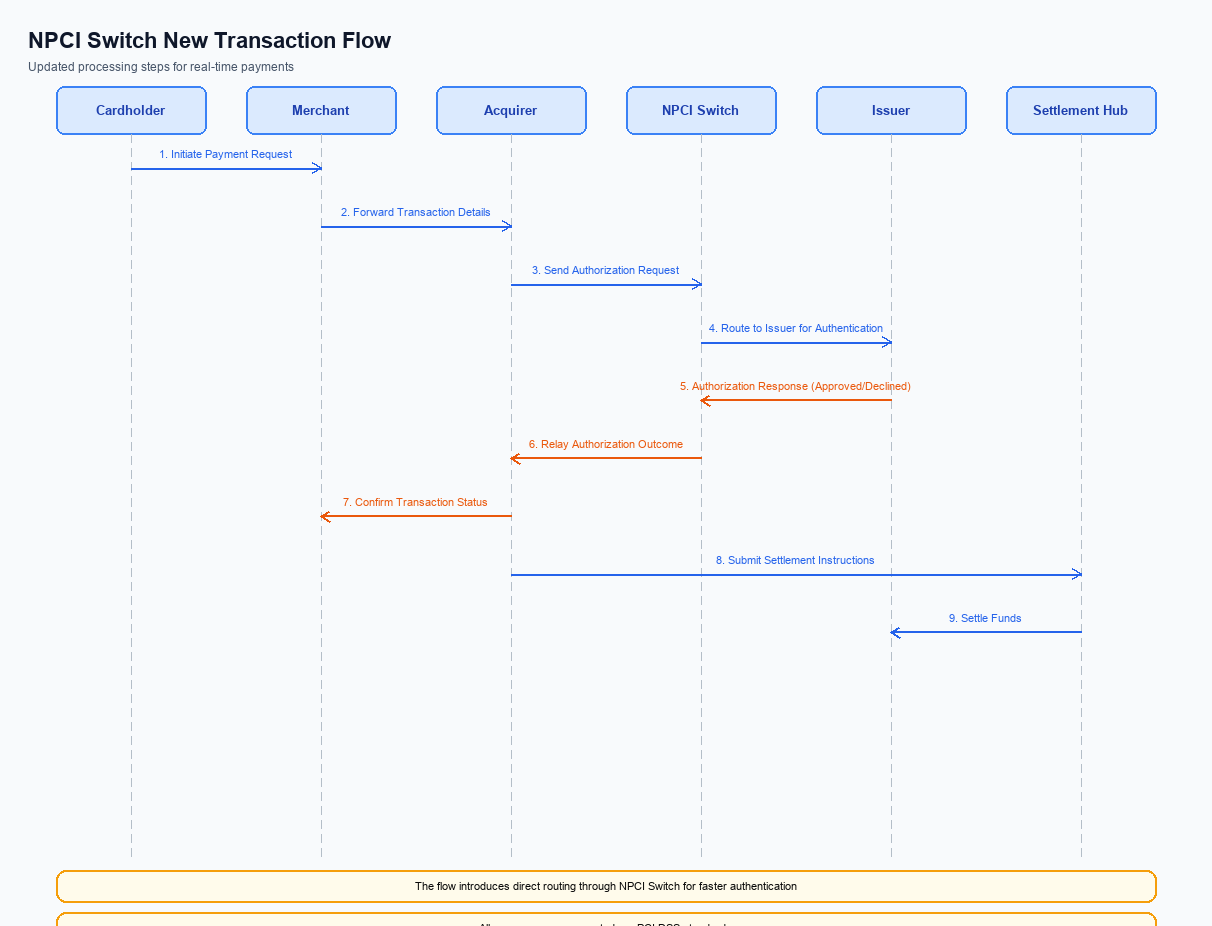 NPCI Switch New Transaction Flow
Updated processing steps for real-time payments
Cardholder
Merchant
Acquirer
NPCI Switch
Issuer
Settlement Hub
1. Initiate Payment Request
2. Forward Transaction Details
3. Send Authorization Request
4. Route to Issuer for Authentication
5. Authorization Response (Approved/Declined)
6. Relay Authorization Outcome
7. Confirm Transaction Status
8. Submit Settlement Instructions
9. Settle Funds
The flow introduces direct routing through NPCI Switch for faster authentication